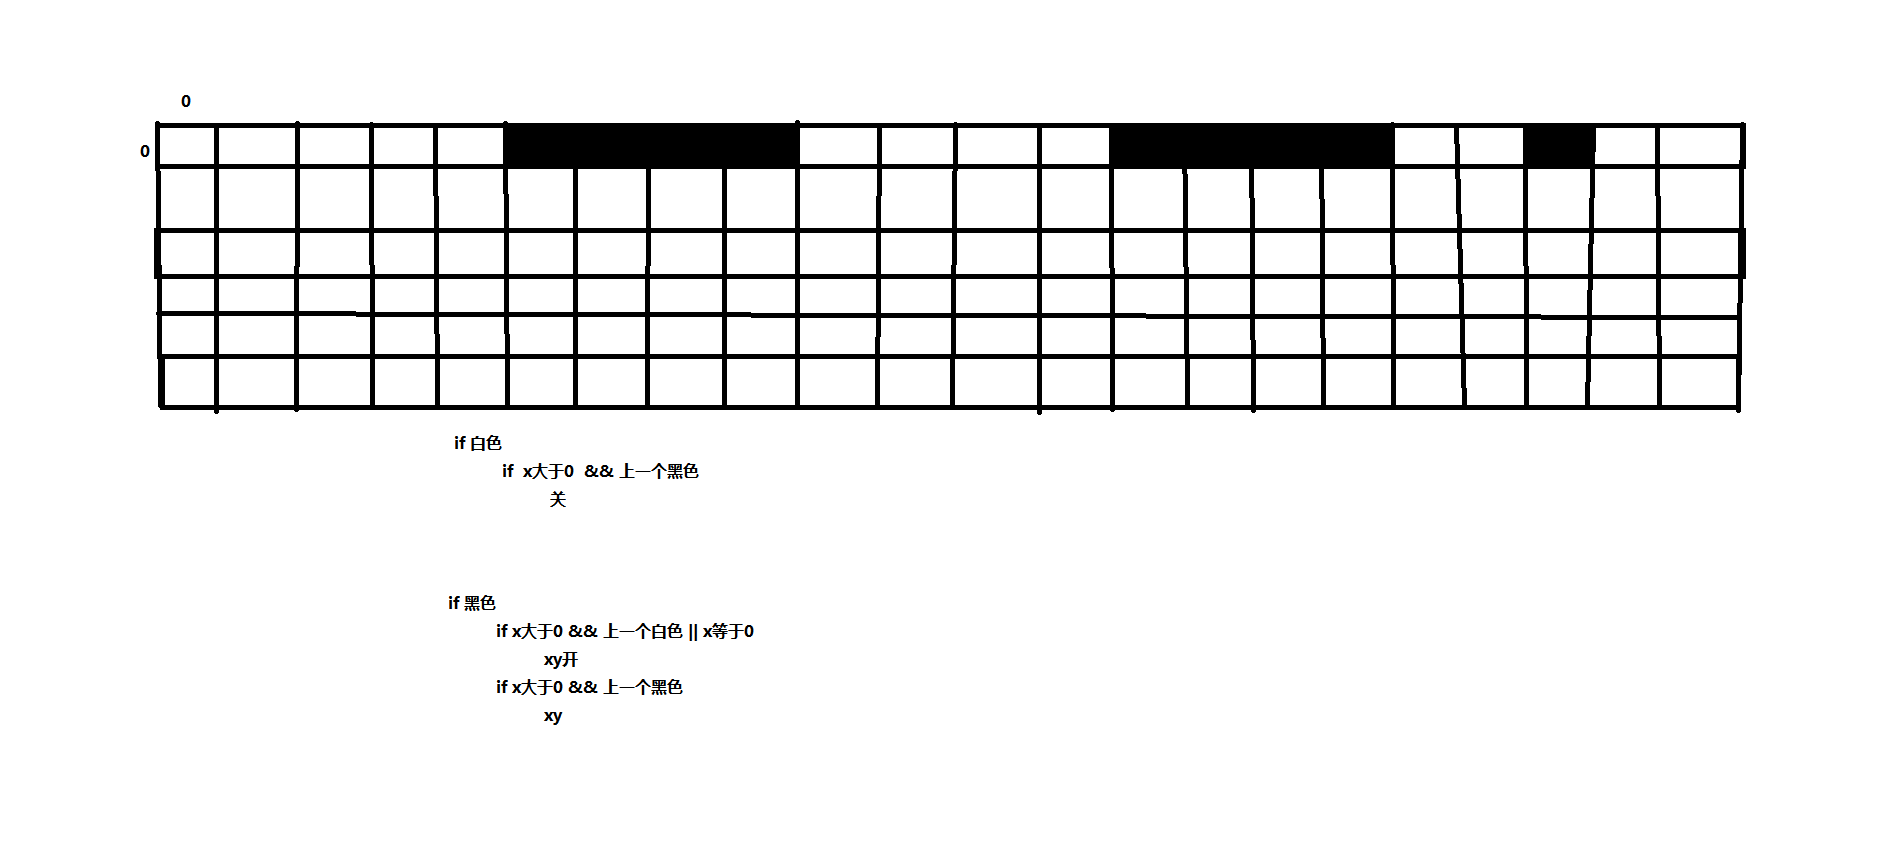 0
0
if 白色
if x大于0 && 上一个黑色
关
if 黑色
if x大于0 && 上一个白色 || x等于0
xy开
if x大于0 && 上一个黑色
xy